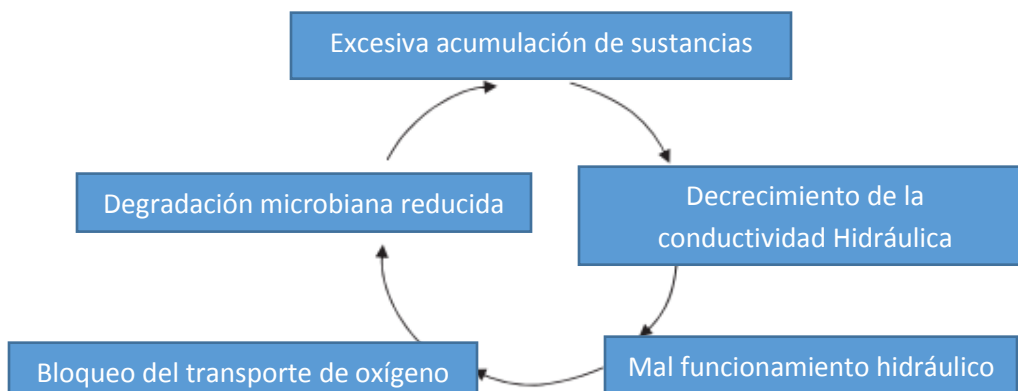 Excesiva acumulación de sustancias
Degradación microbiana reducida
Decrecimiento de la
conductividad Hidráulica
Bloqueo del transporte de oxígeno
Mal funcionamiento hidráulico